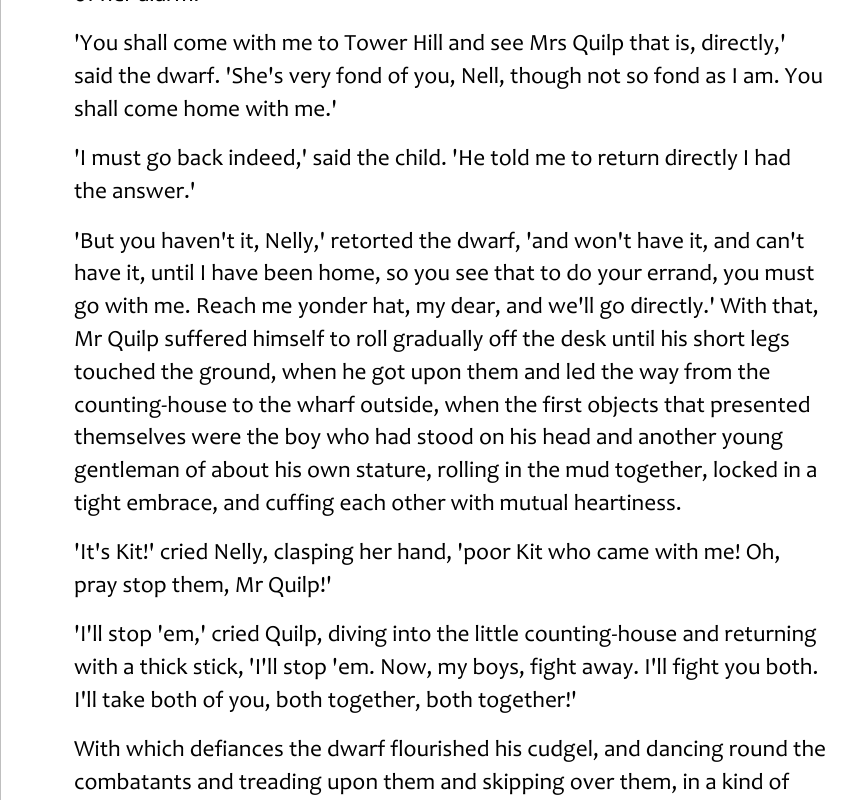 'You shall come with me to Tower Hill and see Mrs Quilp that is, directly,'
said the dwarf. 'She's very fond of you, Nell, though not so fond as I am. You
shall come home with me.'
'I must go back indeed,' said the child. 'He told me to return directly I had
the answer.'
'But you haven't it, Nelly,' retorted the dwarf, 'and won't have it, and can't
have it, until I have been home, so you see that to do your errand, you must
go with me. Reach me yonder hat, my dear, and we'll go directly.' With that,
Mr Quilp suffered himself to roll gradually off the desk until his short legs
touched the ground, when he got upon them and led the way from the
counting-house to the wharf outside, when the first objects that presented
themselves were the boy who had stood on his head and another young
gentleman of about his own stature, rolling in the mud together, locked in a
tight embrace, and cuffing each other with mutual heartiness.
'It's Kit!' cried Nelly, clasping her hand, 'poor Kit who came with me! Oh,
pray stop them, Mr Quilp!'
'I'll stop 'em,' cried Quilp, diving into the little counting-house and returning
with a thick stick, 'I'll stop 'em. Now, my boys, fight away. I'll fight you both.
I'll take both of you, both together, both together!'
With which defiances the dwarf flourished his cudgel, and dancing round the
combatants and treading upon them and skipping over them, in a kind of